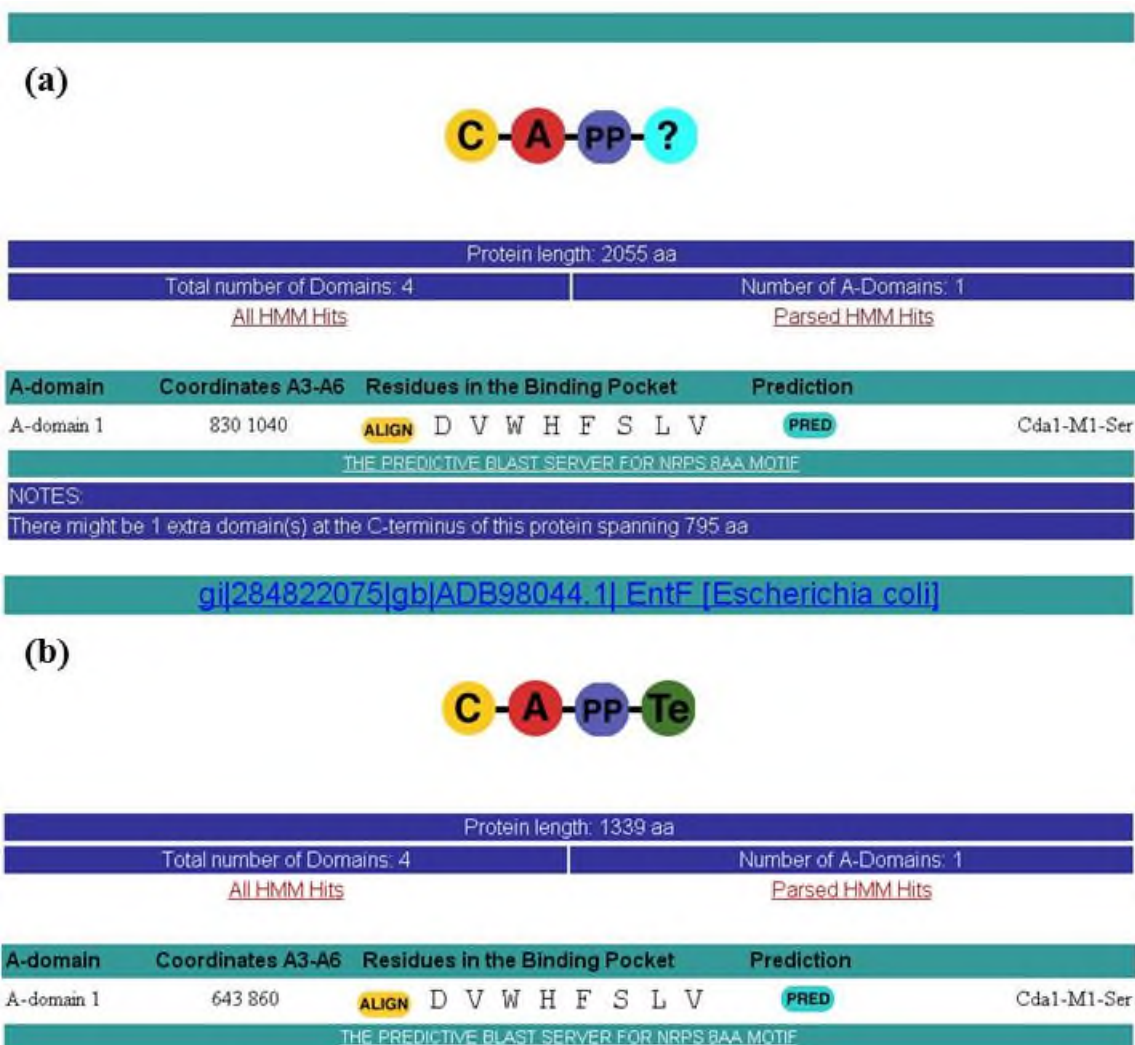 (a)
C A PP ?
Protein length: 2055 aa
Total number of Domains: 4 Number of A-Domains: 1
All HMM Hits Parsed HMM Hits
A-domain Coordinates A3-A6 Residues in the Binding Pocket Prediction
A-domain 1 830 1040 ALIGN D V W H F S L V PRED Cda1-M1-Ser
THE PREDICTIVE BLAST SERVER FOR NRPS 8AA MOTIF
NOTES:
There might be 1 extra domain(s) at the C-terminus of this protein spanning 795 aa
gi|284822075|gb|ADB98044.1| EntF [Escherichia coli]
(b)
C A PP Te
Protein length: 1339 aa
Total number of Domains: 4 Number of A-Domains: 1
All HMM Hits Parsed HMM Hits
A-domain Coordinates A3-A6 Residues in the Binding Pocket Prediction
A-domain 1 643 860 ALIGN D V W H F S L V PRED Cda1-M1-Ser
THE PREDICTIVE BLAST SERVER FOR NRPS 8AA MOTIF